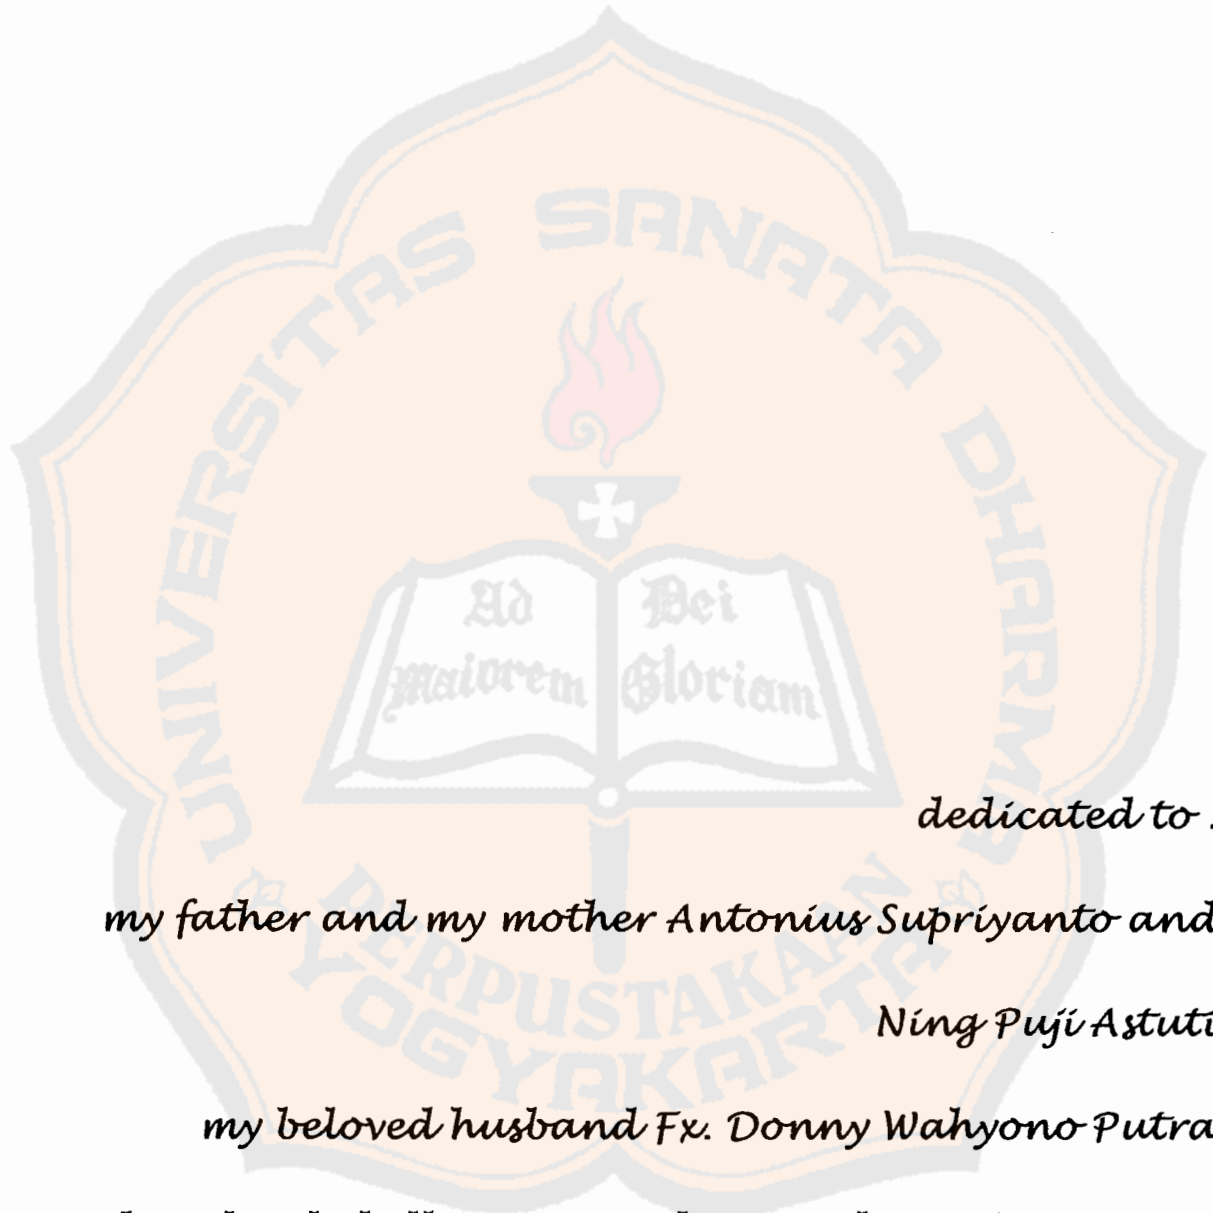 UNIVERSITAS SANATA DHARMA
Ad Dei
Maiorem Gloriam
PERPUSTAKAAN
YOGYAKARTA
dedicated to
my father and my mother Antonius Supriyanto and
Ning Puji Astuti
my beloved husband Fx. Donny Wahyono Putra